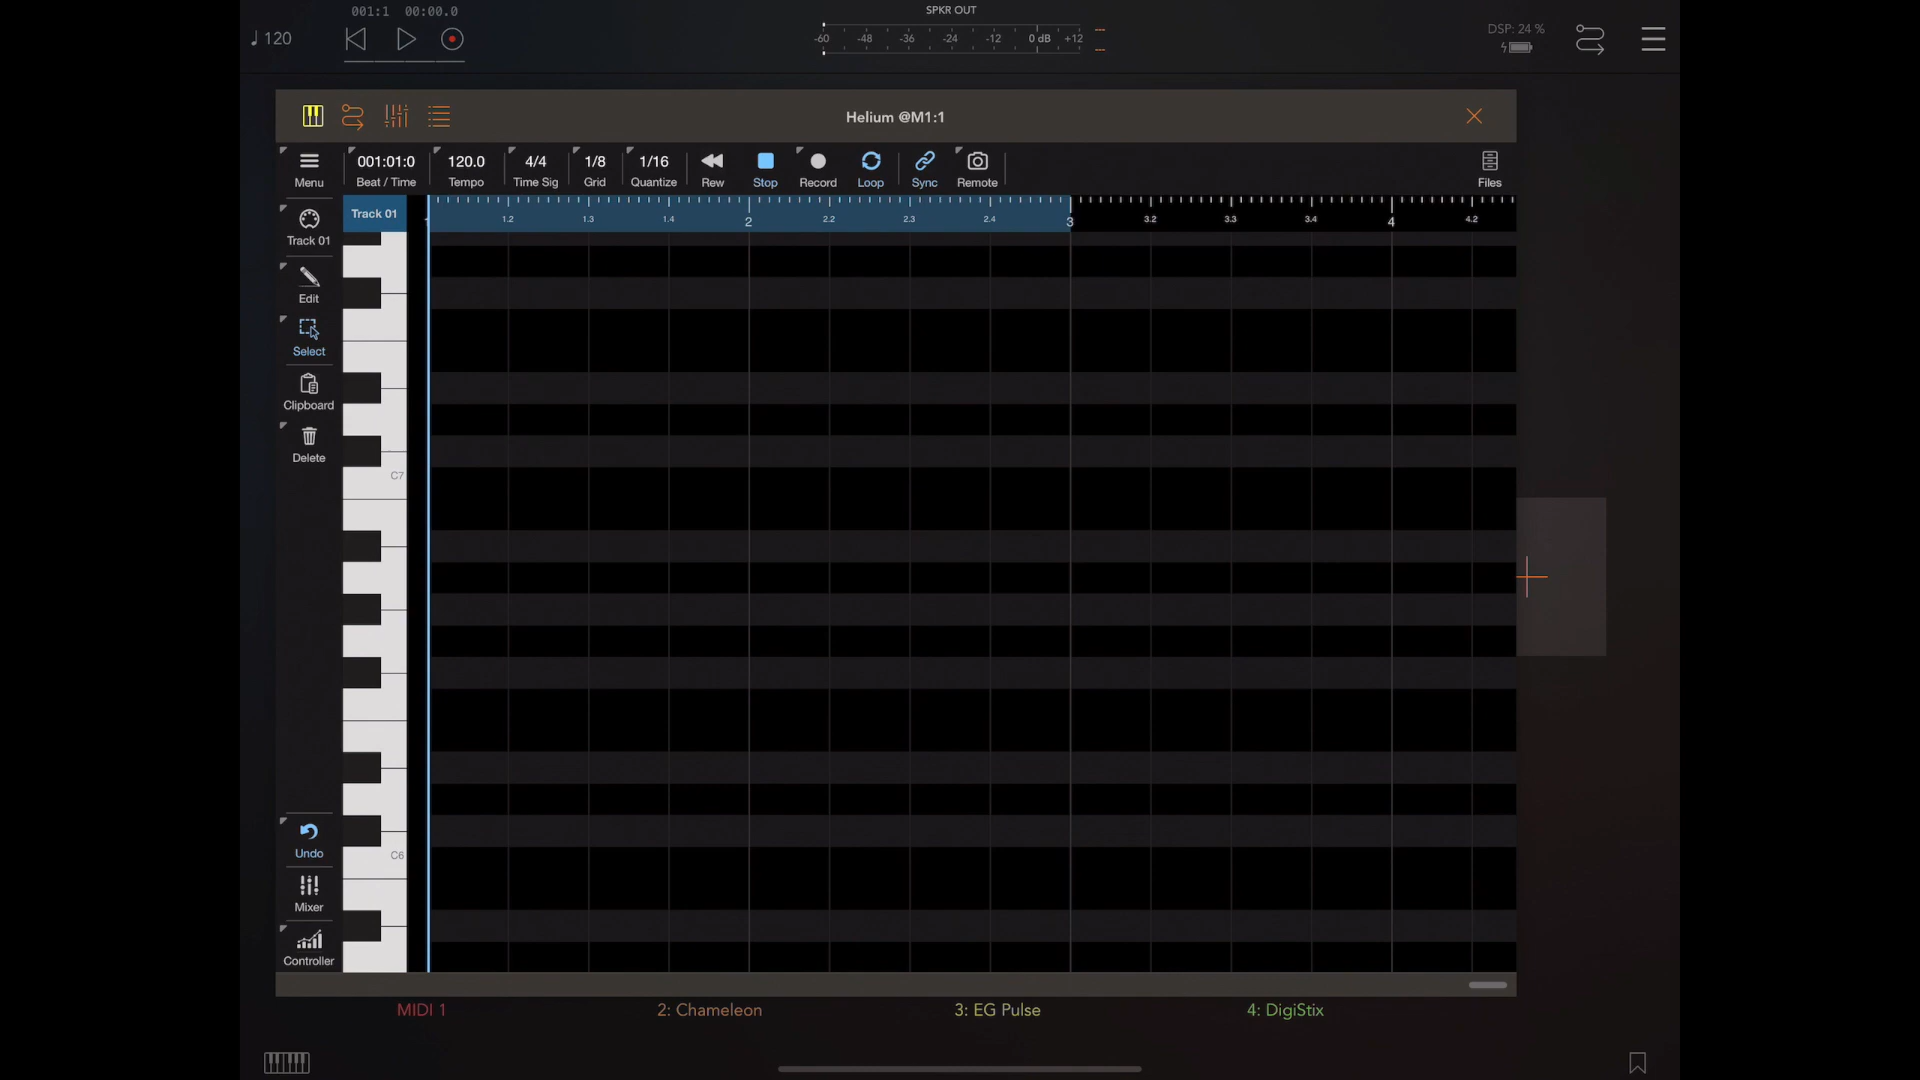 001:1 00:00.0
♩120
SPKR OUT
-60 -48 -36 -24 -12 0 dB +12
DSP: 24 %
Helium @M1:1
Menu
001:01:0
Beat / Time
120.0
Tempo
4/4
Time Sig
1/8
Grid
1/16
Quantize
Rew
Stop
Record
Loop
Sync
Remote
Files
Track 01
1 1.2 1.3 1.4 2 2.2 2.3 2.4 3 3.2 3.3 3.4 4 4.2
Track 01
Edit
Select
Clipboard
Delete
C7
Undo
C6
Mixer
Controller
MIDI 1
2: Chameleon
3: EG Pulse
4: DigiStix